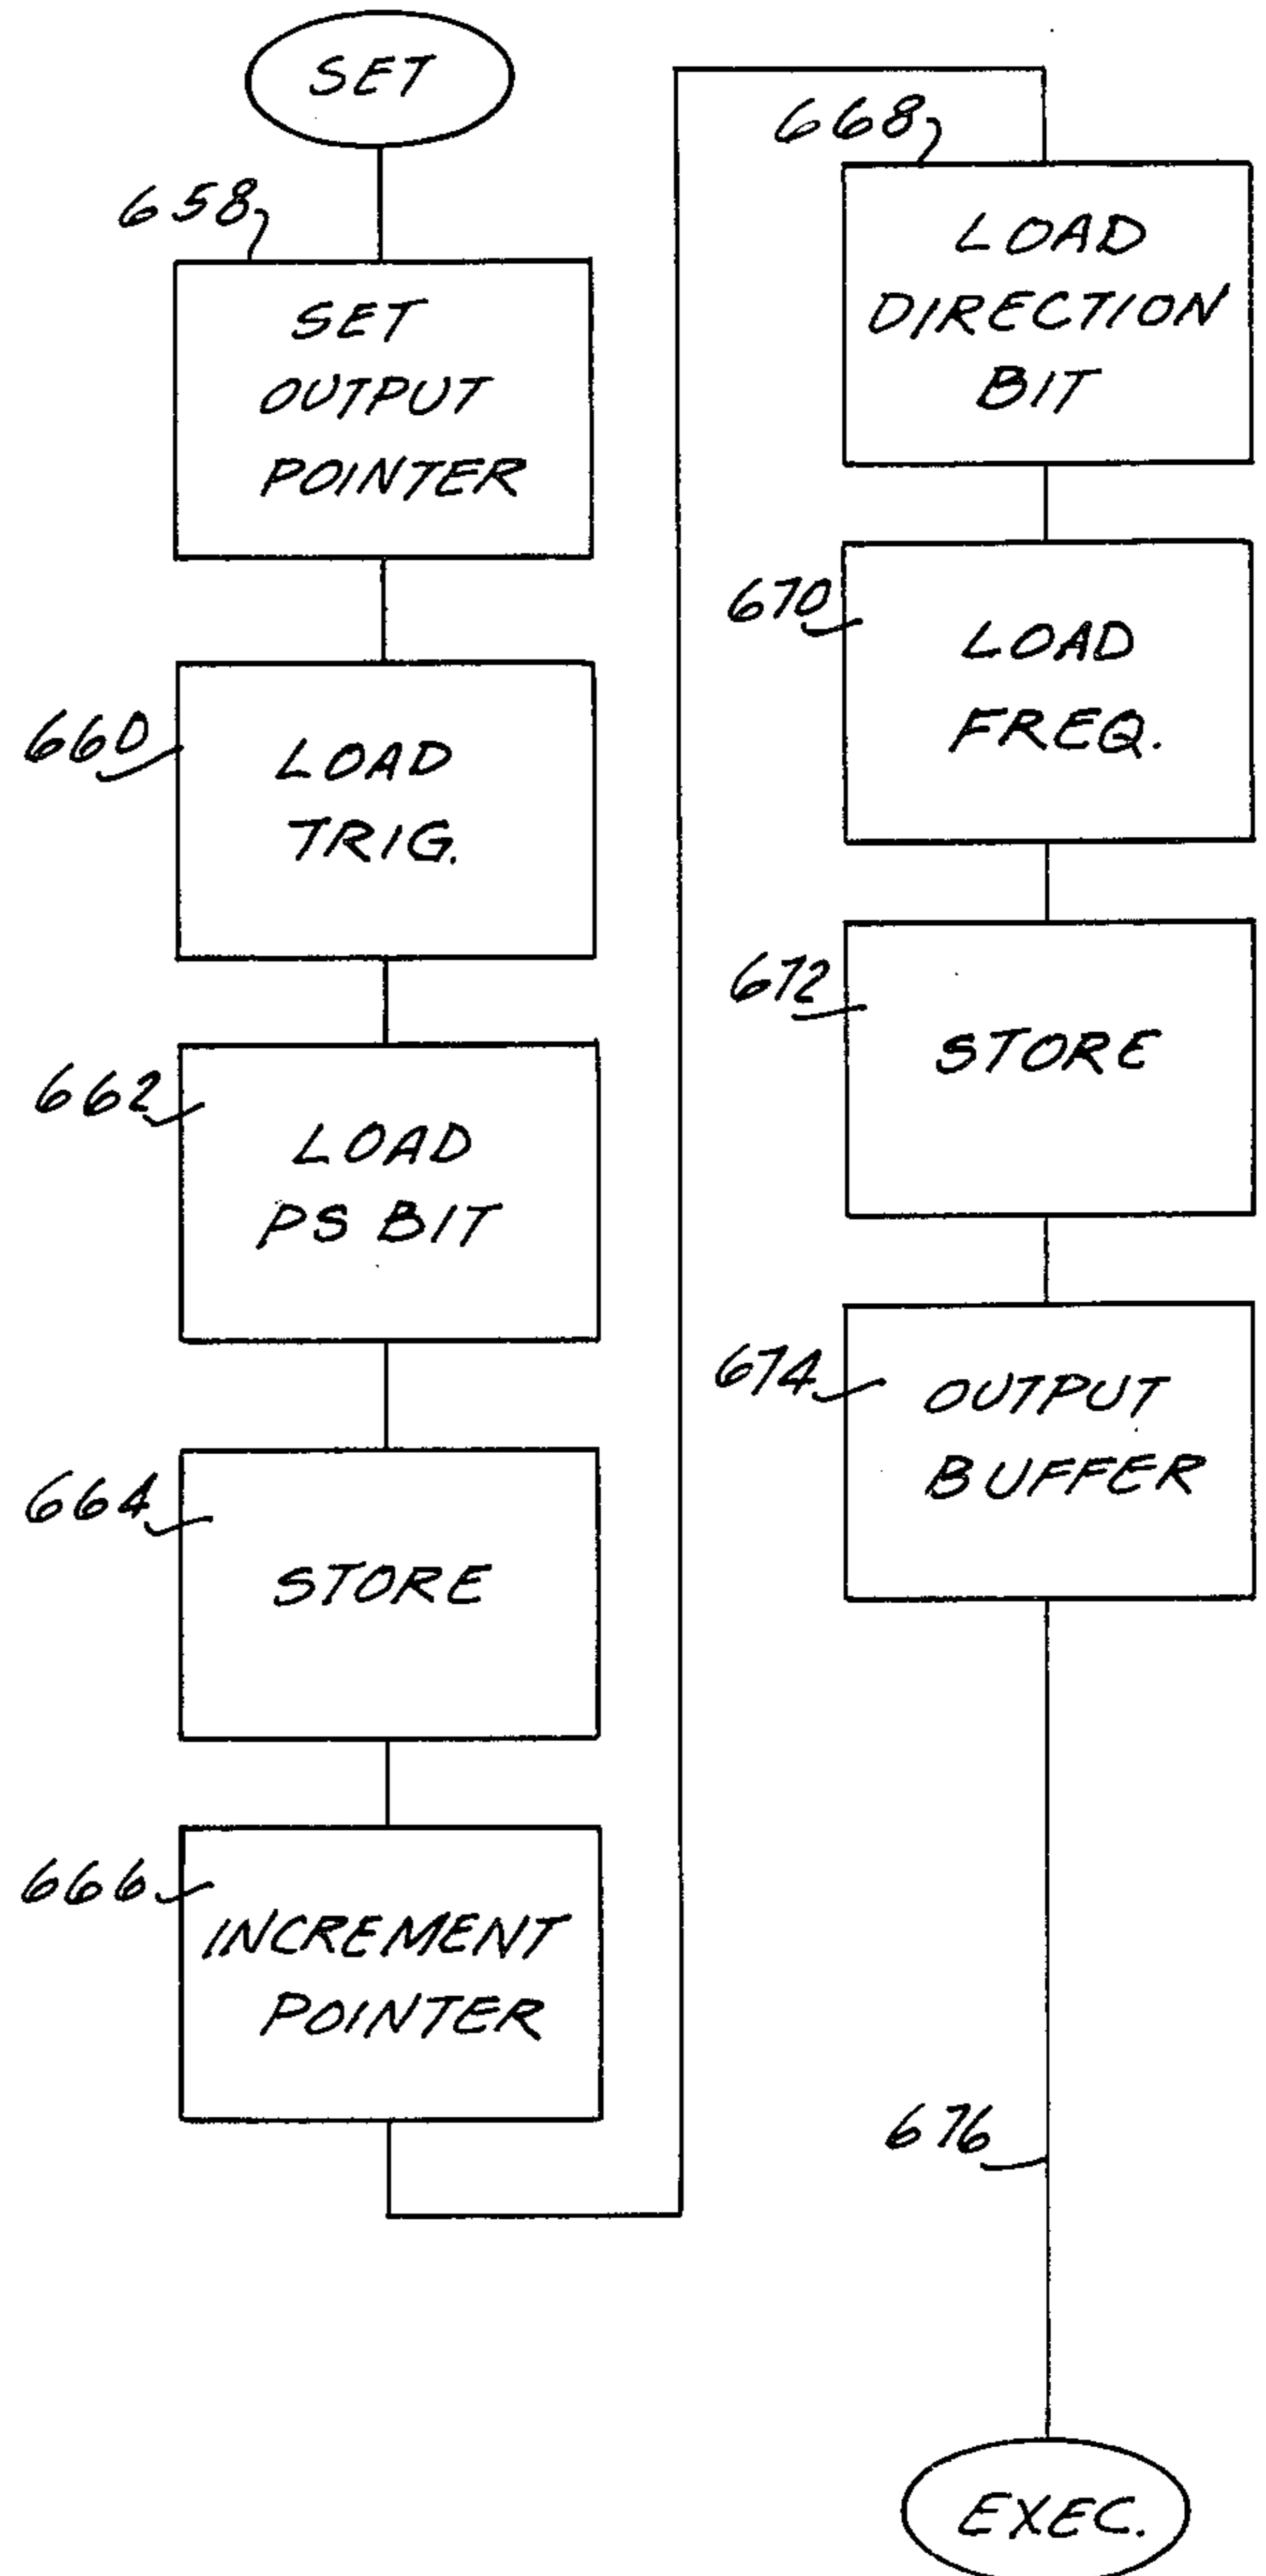 SET
658
SET
OUTPUT
POINTER
660
LOAD
TRIG.
662
LOAD
PS BIT
664
STORE
666
INCREMENT
POINTER
668
LOAD
DIRECTION
BIT
670
LOAD
FREQ.
672
STORE
674
OUTPUT
BUFFER
676
EXEC.